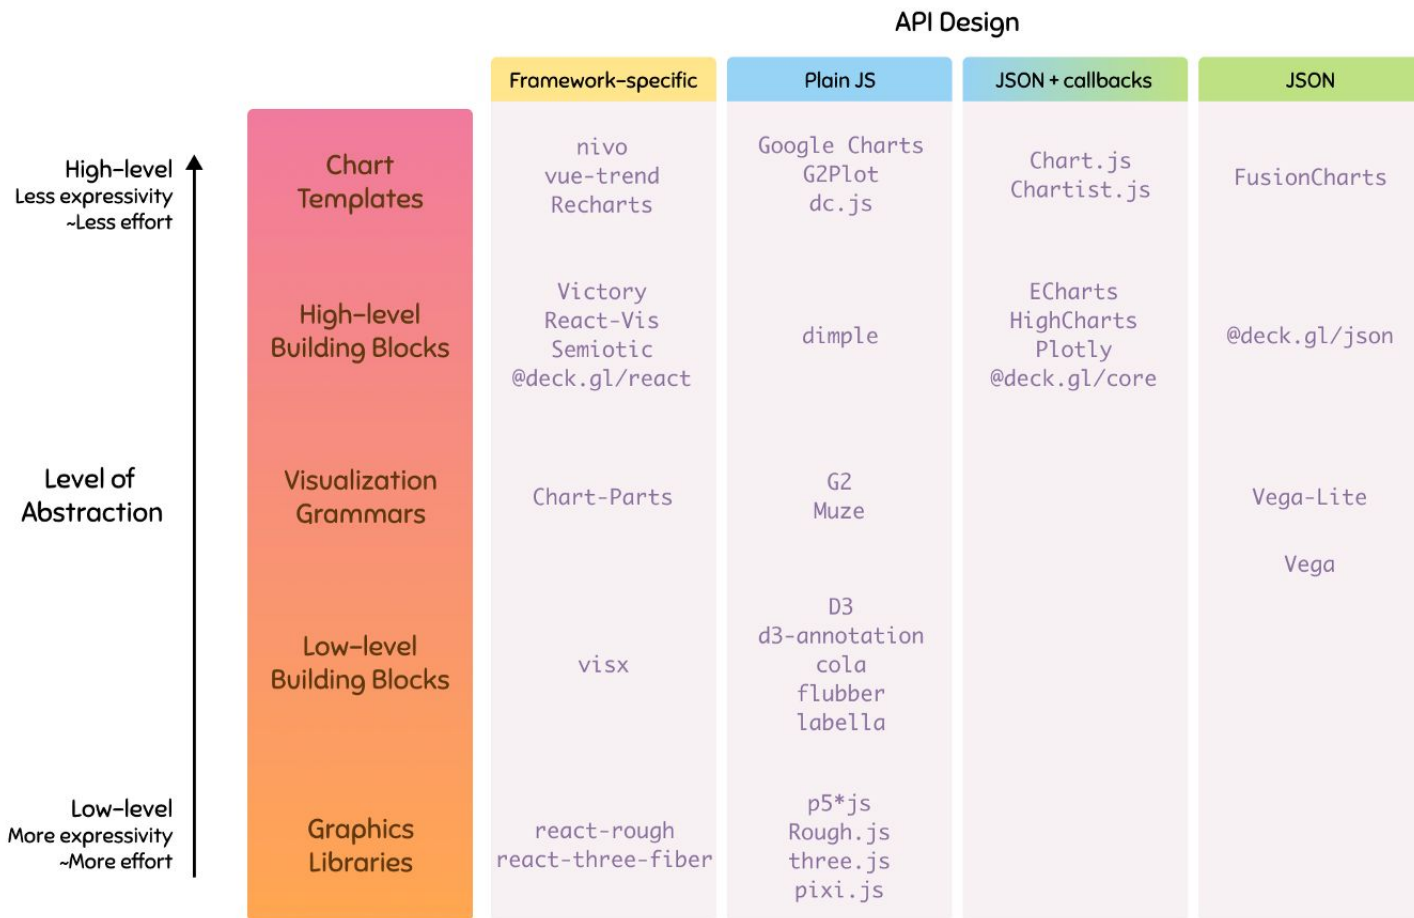 API Design
Framework-specific
Plain JS
JSON + callbacks
JSON
High-level
Less expressivity
~Less effort
Chart
Templates
nivo
vue-trend
Recharts
Google Charts
G2Plot
dc.js
Chart.js
Chartist.js
FusionCharts
High-level
Building Blocks
Victory
React-Vis
Semiotic
@deck.gl/react
dimple
ECharts
HighCharts
Plotly
@deck.gl/core
@deck.gl/json
Level of
Abstraction
Visualization
Grammars
Chart-Parts
G2
Muze
Vega-Lite
Vega
Low-level
Building Blocks
visx
D3
d3-annotation
cola
flubber
labella
Low-level
More expressivity
~More effort
Graphics
Libraries
react-rough
react-three-fiber
p5*js
Rough.js
three.js
pixi.js